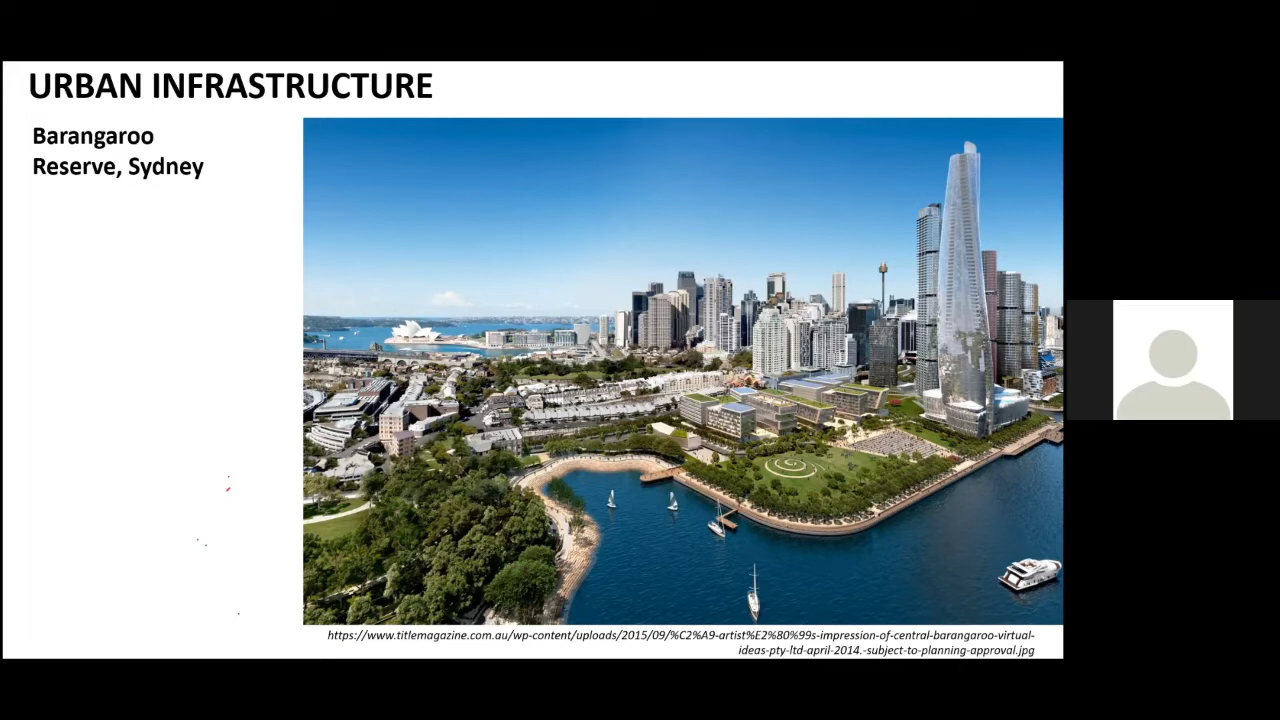 URBAN INFRASTRUCTURE
Barangaroo
Reserve, Sydney
https://www.titlemagazine.com.au/wp-content/uploads/2015/09/%C2%A9-artist%E2%80%99s-impression-of-central-barangaroo-virtual-
ideas-pty-ltd-april-2014.-subject-to-planning-approval.jpg